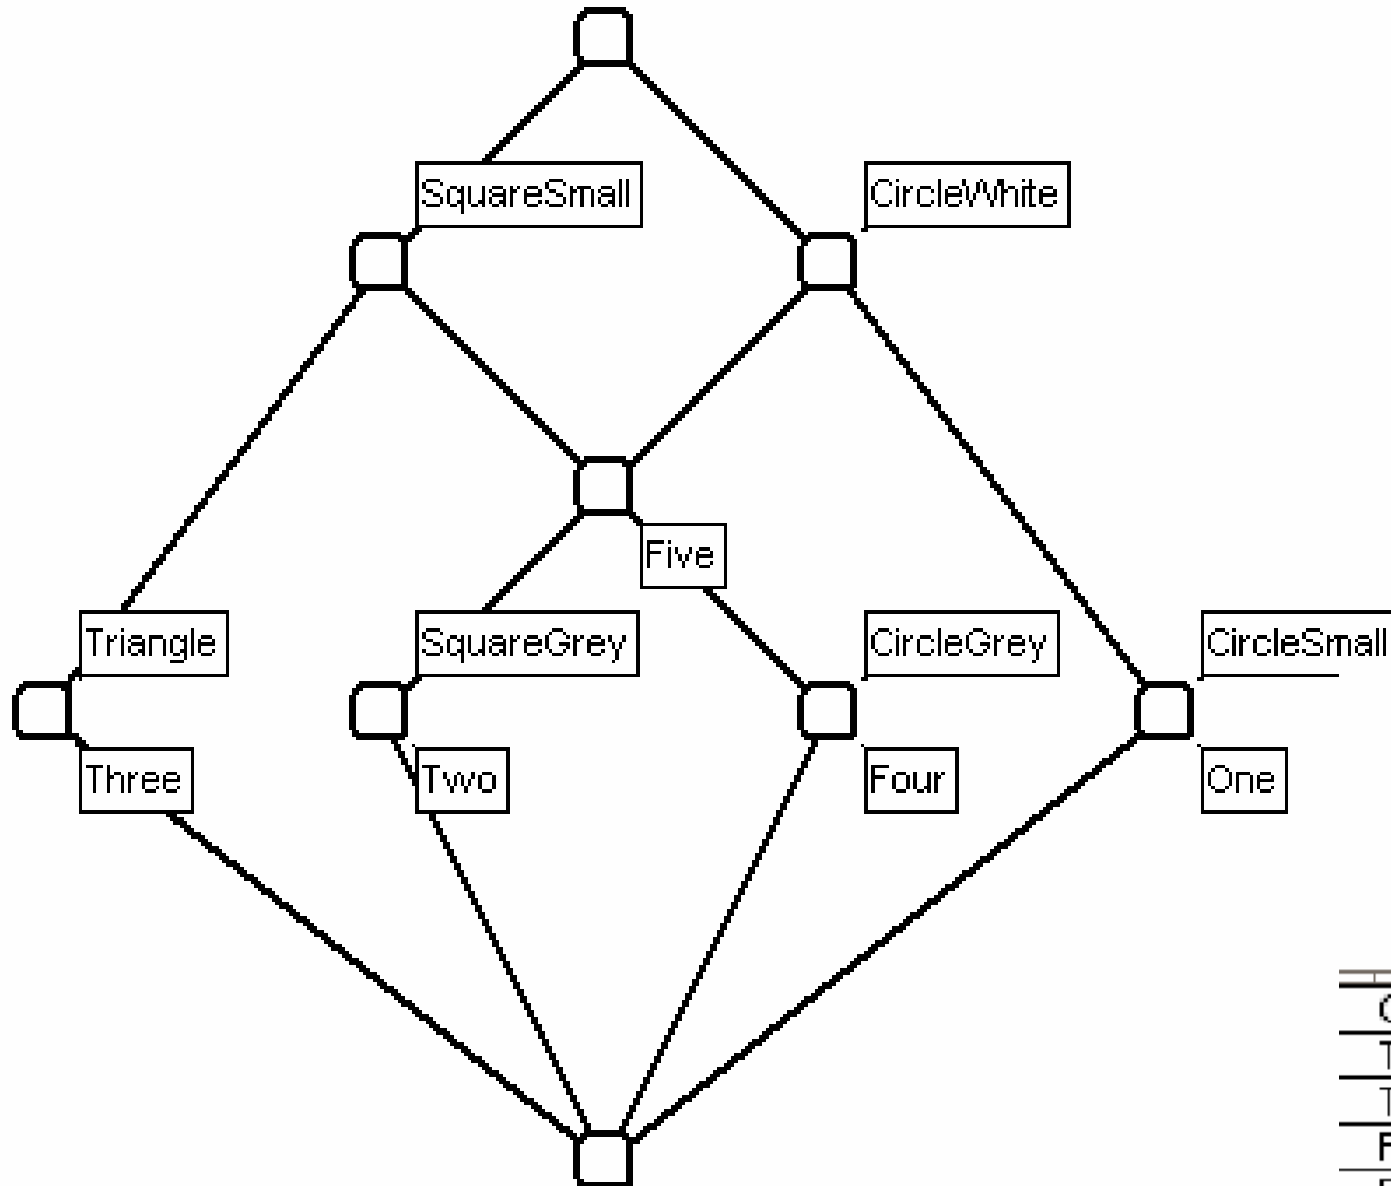 SquareSmall
CircleWhite
Five
Triangle
SquareGrey
CircleGrey
CircleSmall
Three
Two
Four
One